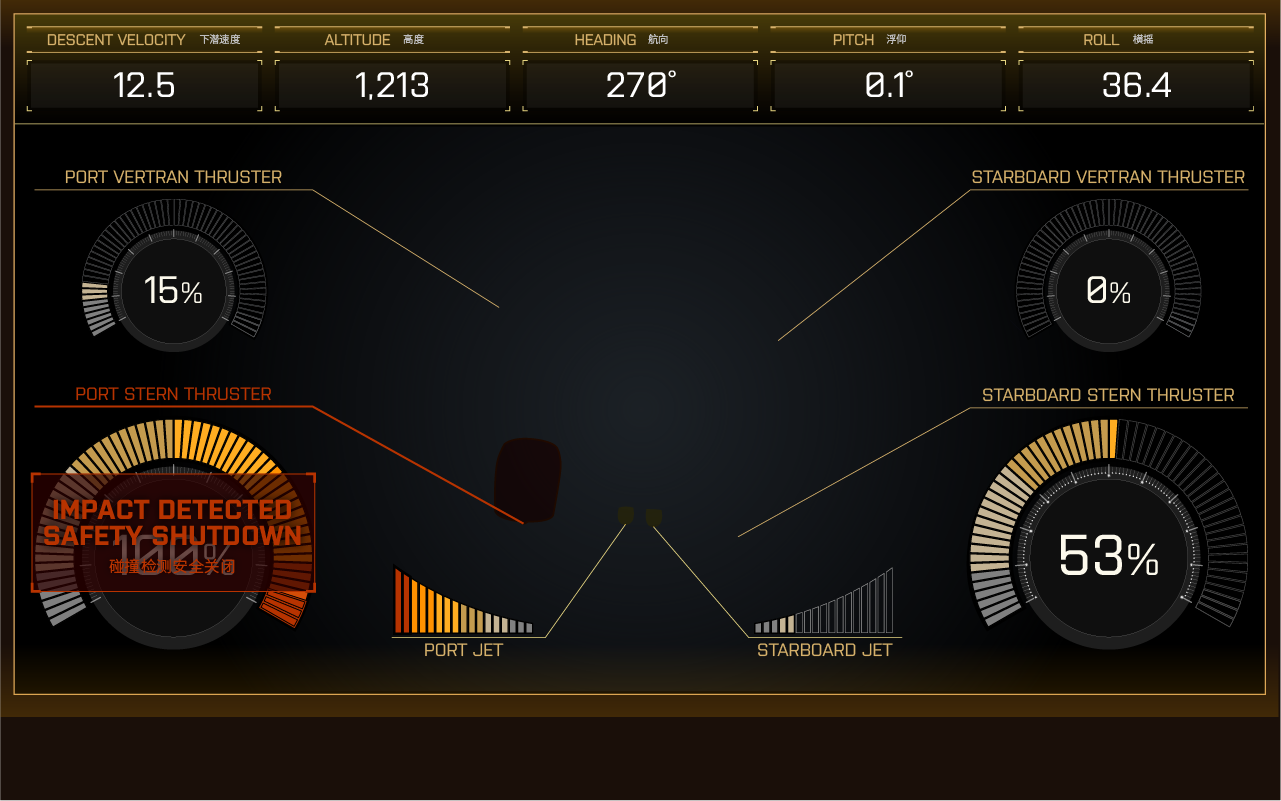 DESCENT VELOCITY 下潜速度
ALTITUDE 高度
HEADING 航向
PITCH 浮仰
ROLL 横摇
12.5
1,213
270°
0.1°
36.4
PORT VERTRAN THRUSTER
STARBOARD VERTRAN THRUSTER
15%
0%
PORT STERN THRUSTER
STARBOARD STERN THRUSTER
IMPACT DETECTED
SAFETY SHUTDOWN
100%
碰撞检测安全关闭
53%
PORT JET
STARBOARD JET